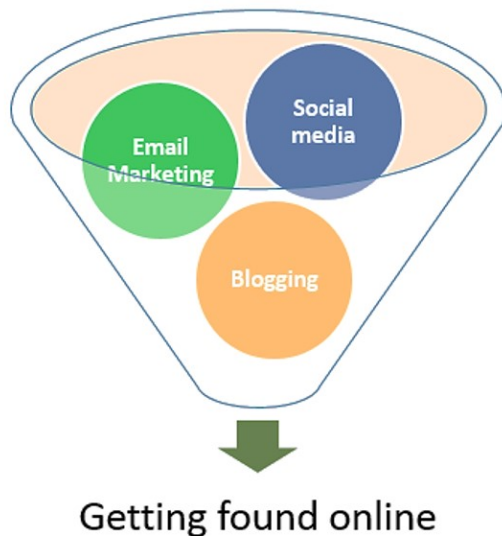 Social
media
Email
Marketing
Blogging
Getting found online